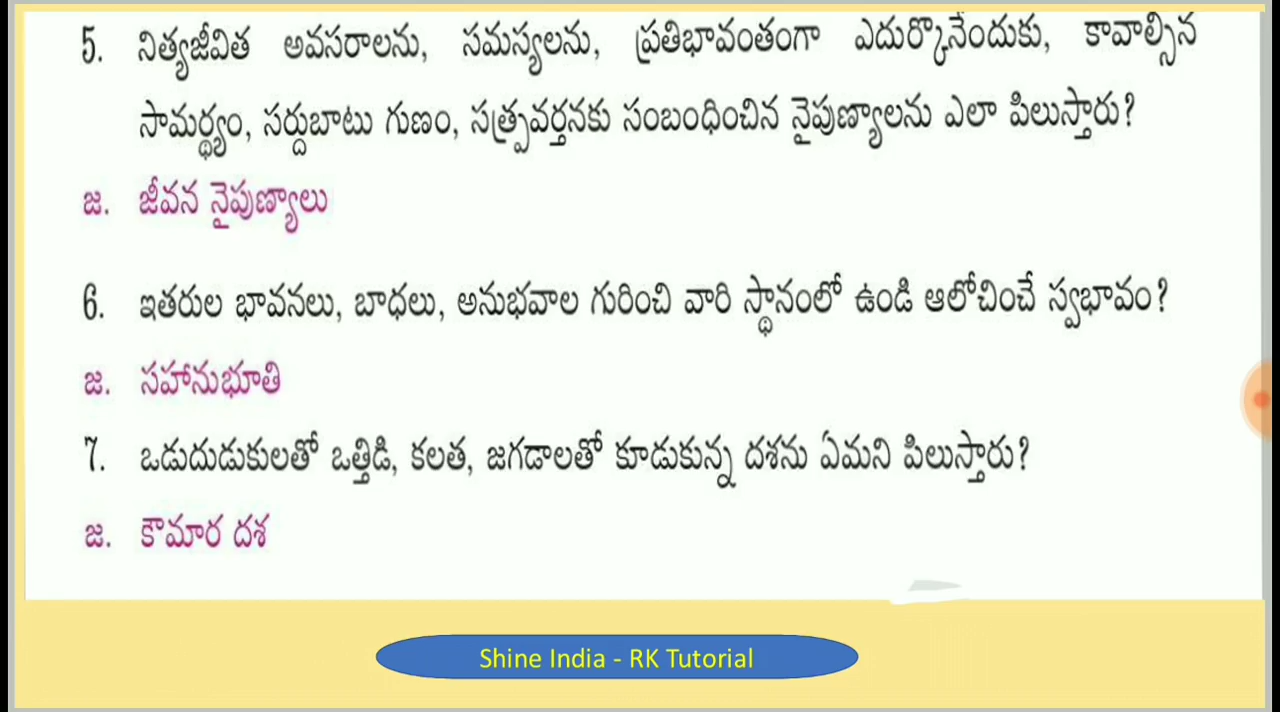 5. నిత్యజీవిత అవసరాలను, సమస్యలను, ప్రతిభావంతంగా ఎదుర్కొనేందుకు, కావాల్సిన
సామర్థ్యం, సర్దుబాటు గుణం, సత్ప్రవర్తనకు సంబంధించిన నైపుణ్యాలను ఎలా పిలుస్తారు?
జ. జీవన నైపుణ్యాలు
6. ఇతరుల భావనలు, బాధలు, అనుభవాల గురించి వారి స్థానంలో ఉండి ఆలోచించే స్వభావం?
జ. సహానుభూతి
7. ఒడుదుడుకులతో ఒత్తిడి, కలత, జగడాలతో కూడుకున్న దశను ఏమని పిలుస్తారు?
జ. కౌమార దశ
Shine India - RK Tutorial